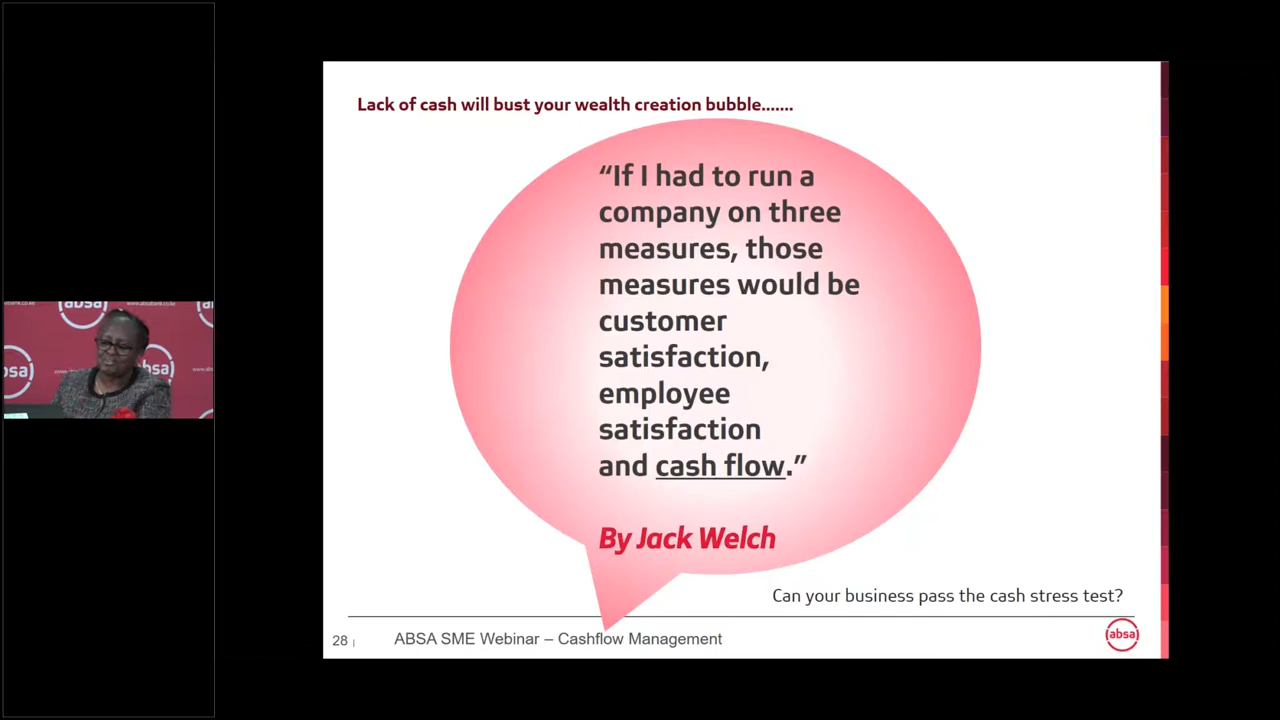 Lack of cash will bust your wealth creation bubble.......
“If I had to run a
company on three
measures, those
measures would be
customer
satisfaction,
employee
satisfaction
and cash flow.”
By Jack Welch
Can your business pass the cash stress test?
28 |
ABSA SME Webinar – Cashflow Management
absa
absa